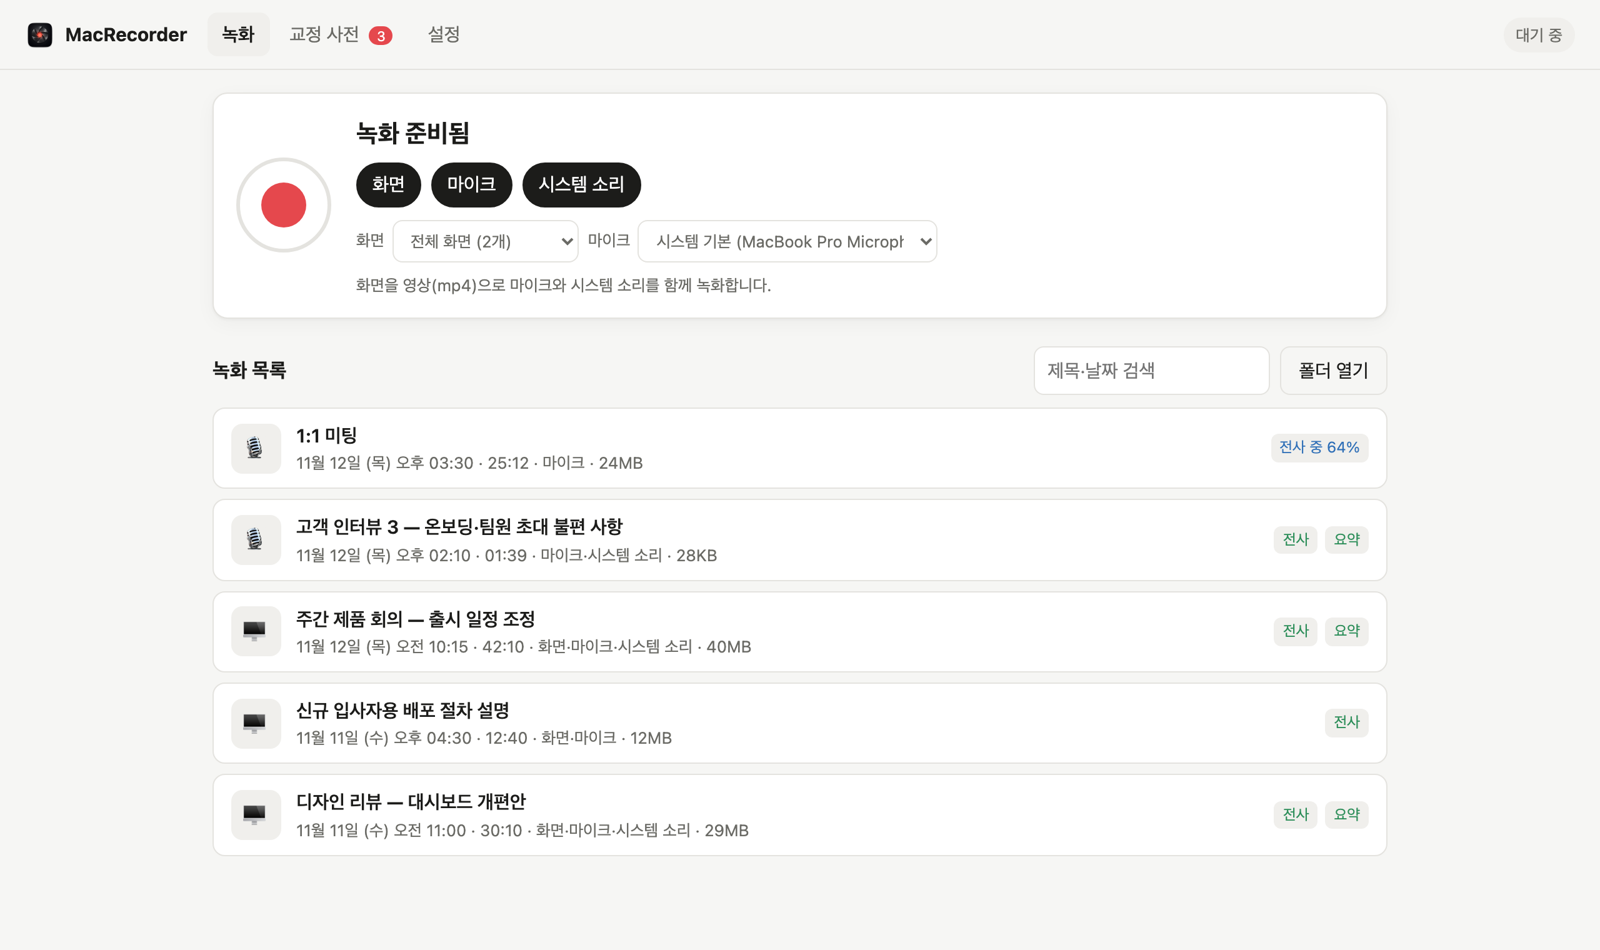 MacRecorder
녹화
교정 사전 3
설정
대기 중
녹화 준비됨
화면 마이크 시스템 소리
화면 전체 화면 (2개) 마이크 시스템 기본 (MacBook Pro Microph
화면을 영상(mp4)으로 마이크와 시스템 소리를 함께 녹화합니다.
녹화 목록
제목·날짜 검색
폴더 열기
1:1 미팅
11월 12일 (목) 오후 03:30 · 25:12 · 마이크 · 24MB
전사 중 64%
고객 인터뷰 3 — 온보딩·팀원 초대 불편 사항
11월 12일 (목) 오후 02:10 · 01:39 · 마이크·시스템 소리 · 28KB
전사 요약
주간 제품 회의 — 출시 일정 조정
11월 12일 (목) 오전 10:15 · 42:10 · 화면·마이크·시스템 소리 · 40MB
전사 요약
신규 입사자용 배포 절차 설명
11월 11일 (수) 오후 04:30 · 12:40 · 화면·마이크 · 12MB
전사
디자인 리뷰 — 대시보드 개편안
11월 11일 (수) 오전 11:00 · 30:10 · 화면·마이크·시스템 소리 · 29MB
전사 요약